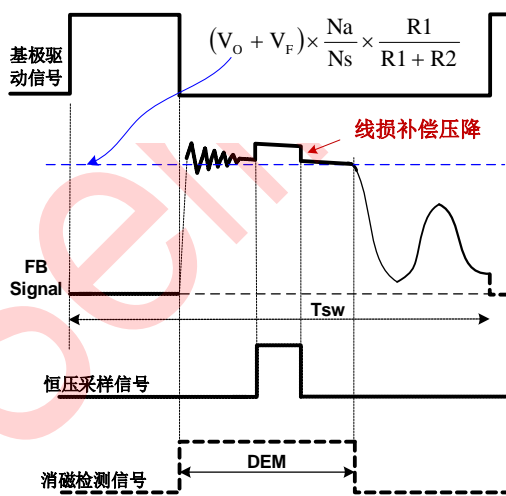 基极驱
动信号
(V_O + V_F) × Na/Ns × R1/(R1 + R2)
线损补偿压降
FB
Signal
Tsw
恒压采样信号
DEM
消磁检测信号